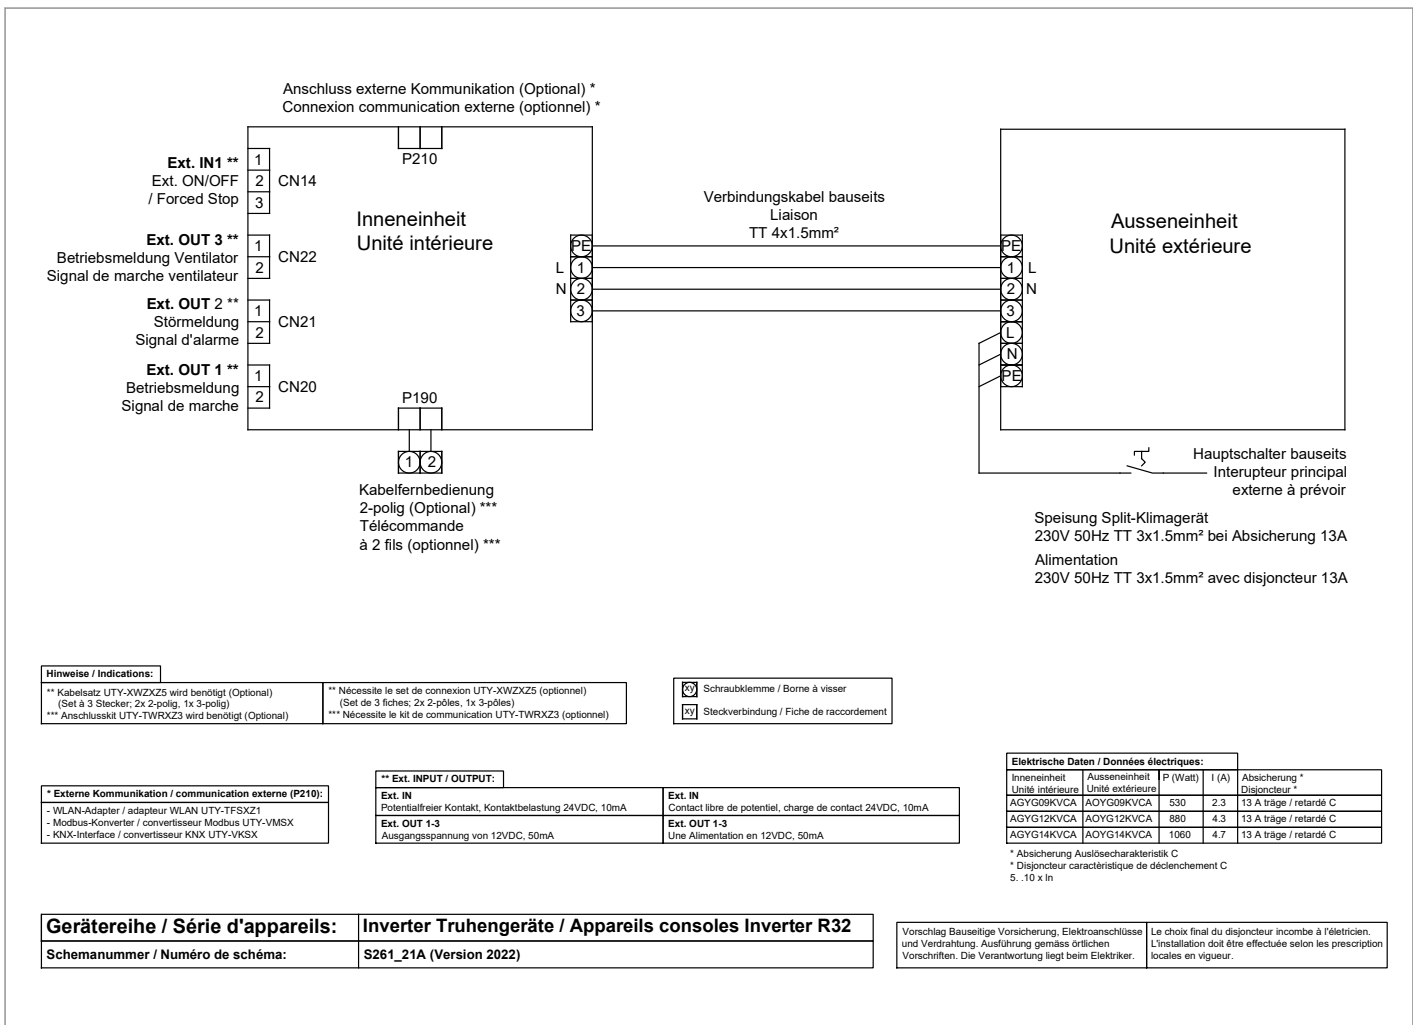 Anschluss externe Kommunikation (Optional) *
Connexion communication externe (optionnel) *
P210
Ext. IN1 **
Ext. ON/OFF
/ Forced Stop
1
2
3
CN14
Ext. OUT 3 **
Betriebsmeldung Ventilator
Signal de marche ventilateur
1
2
CN22
Ext. OUT 2 **
Störmeldung
Signal d'alarme
1
2
CN21
Ext. OUT 1 **
Betriebsmeldung
Signal de marche
1
2
CN20
Inneneinheit
Unité intérieure
PE
L 1
N 2
3
P190
1 2
Kabelfernbedienung
2-polig (Optional) ***
Télécommande
à 2 fils (optionnel) ***
Verbindungskabel bauseits
Liaison
TT 4x1.5mm²
Ausseneinheit
Unité extérieure
PE
1 L
2 N
3
L
N
PE
Hauptschalter bauseits
Interupteur principal
externe à prévoir
Speisung Split-Klimagerät
230V 50Hz TT 3x1.5mm² bei Absicherung 13A
Alimentation
230V 50Hz TT 3x1.5mm² avec disjoncteur 13A
Hinweise / Indications:
** Kabelsatz UTY-XWZXZ5 wird benötigt (Optional)
(Set à 3 Stecker; 2x 2-polig, 1x 3-polig)
*** Anschlusskit UTY-TWRXZ3 wird benötigt (Optional)
** Nécessite le set de connexion UTY-XWZXZ5 (optionnel)
(Set de 3 fiches; 2x 2-pôles, 1x 3-pôles)
*** Nécessite le kit de communication UTY-TWRXZ3 (optionnel)
xy Schraubklemme / Borne à visser
xy Steckverbindung / Fiche de raccordement
* Externe Kommunikation / communication externe (P210):
- WLAN-Adapter / adapteur WLAN UTY-TFSXZ1
- Modbus-Konverter / convertisseur Modbus UTY-VMSX
- KNX-Interface / convertisseur KNX UTY-VKSX
** Ext. INPUT / OUTPUT:
Ext. IN
Potentialfreier Kontakt, Kontaktbelastung 24VDC, 10mA
Ext. IN
Contact libre de potentiel, charge de contact 24VDC, 10mA
Ext. OUT 1-3
Ausgangsspannung von 12VDC, 50mA
Ext. OUT 1-3
Une Alimentation en 12VDC, 50mA
Elektrische Daten / Données électriques:
Inneneinheit Ausseneinheit P (Watt) I (A) Absicherung *
Unité intérieure Unité extérieure Disjoncteur *
AGYG09KVCA AOYG09KVCA 530 2.3 13 A träge / retardé C
AGYG12KVCA AOYG12KVCA 880 4.3 13 A träge / retardé C
AGYG14KVCA AOYG14KVCA 1060 4.7 13 A träge / retardé C
* Absicherung Auslösecharakteristik C
* Disjoncteur caractèristique de déclenchement C
5. .10 x In
Gerätereihe / Série d'appareils: Inverter Truhengeräte / Appareils consoles Inverter R32
Schemanummer / Numéro de schéma: S261_21A (Version 2022)
Vorschlag Bauseitige Vorsicherung, Elektroanschlüsse
und Verdrahtung. Ausführung gemäss örtlichen
Vorschriften. Die Verantwortung liegt beim Elektriker.
Le choix final du disjoncteur incombe à l'életricien.
L'installation doit être effectuée selon les prescription
locales en vigueur.